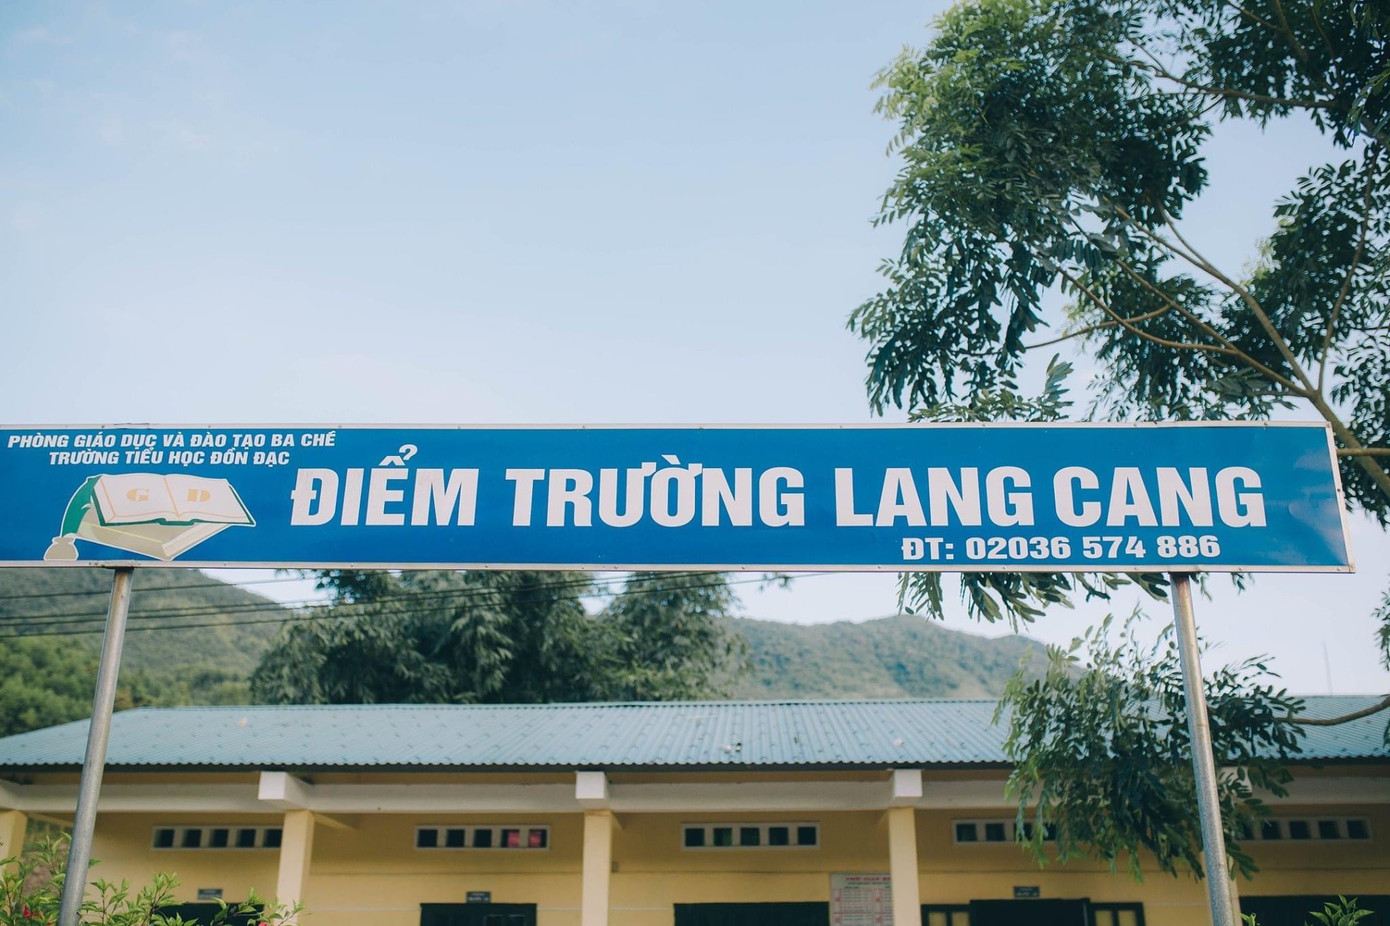 PHÒNG GIÁO DỤC VÀ ĐÀO TẠO BA CHẼ
TRƯỜNG TIỂU HỌC ĐỒN ĐẠC
G D
ĐIỂM TRƯỜNG LANG CANG
ĐT: 02036 574 886